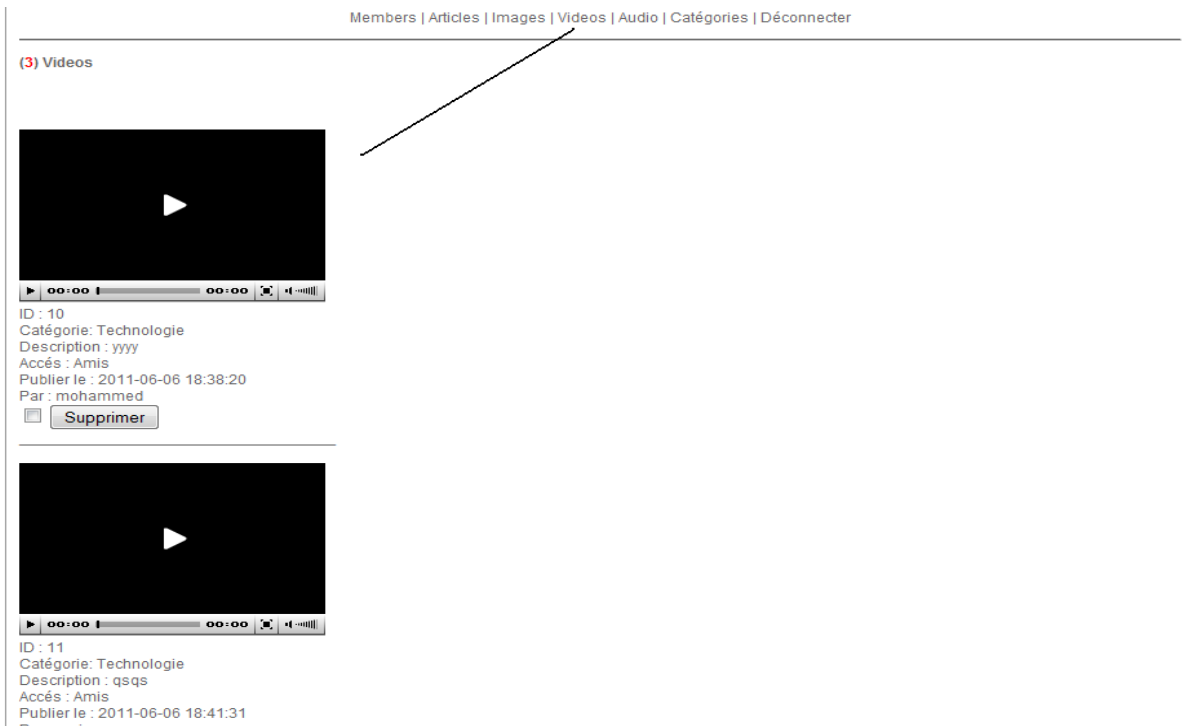 Members | Articles | Images | Videos | Audio | Catégories | Déconnecter
(3) Videos
00:00 00:00
ID : 10
Catégorie: Technologie
Description : yyyy
Accés : Amis
Publier le : 2011-06-06 18:38:20
Par : mohammed
Supprimer
00:00 00:00
ID : 11
Catégorie: Technologie
Description : qsqs
Accés : Amis
Publier le : 2011-06-06 18:41:31